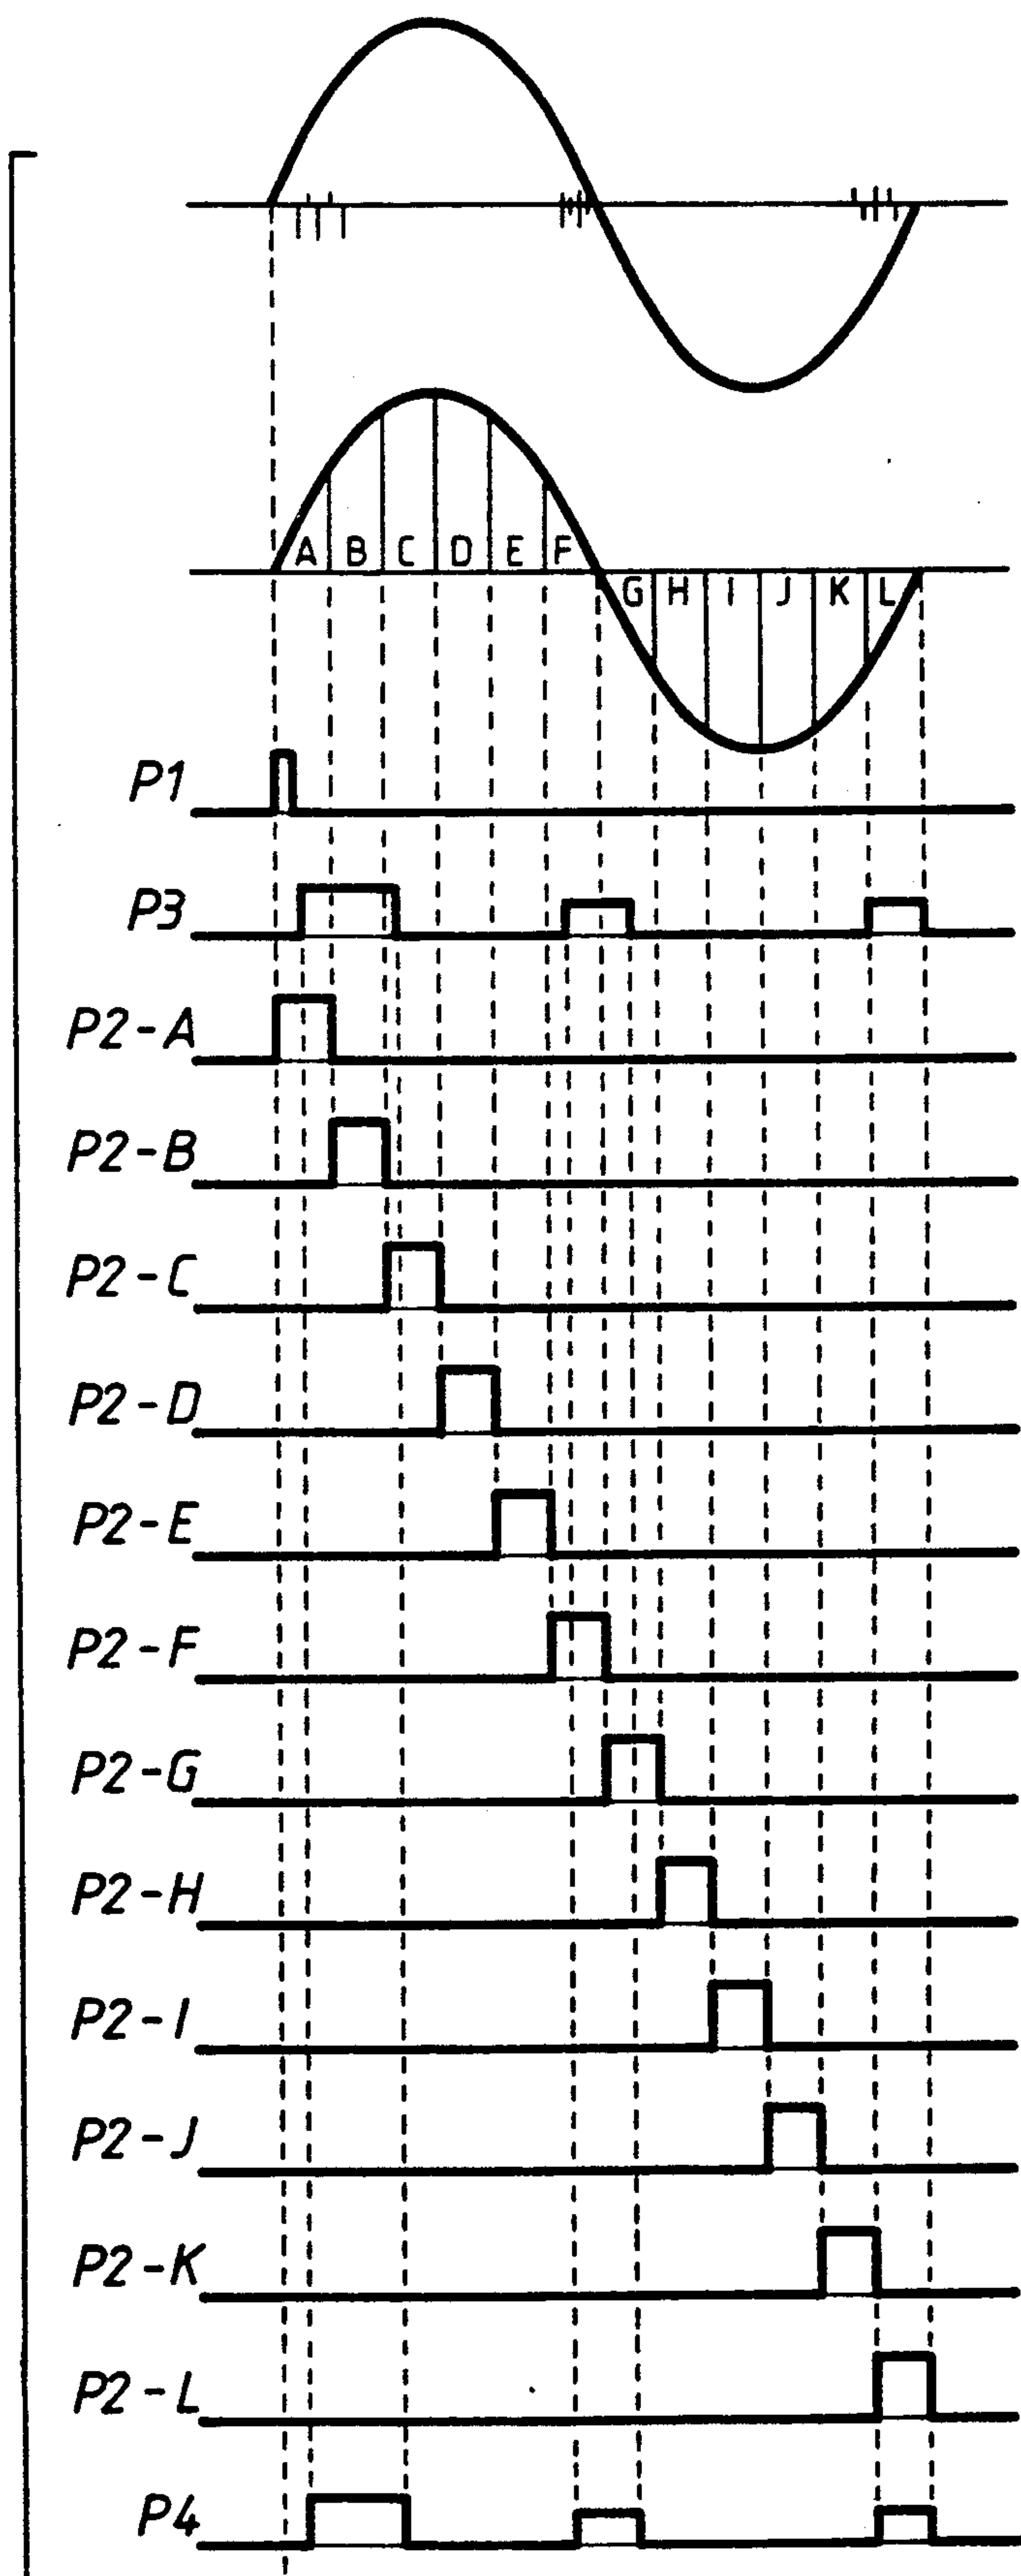 A B C D E F
G H I J K L
P1
P3
P2-A
P2-B
P2-C
P2-D
P2-E
P2-F
P2-G
P2-H
P2-I
P2-J
P2-K
P2-L
P4